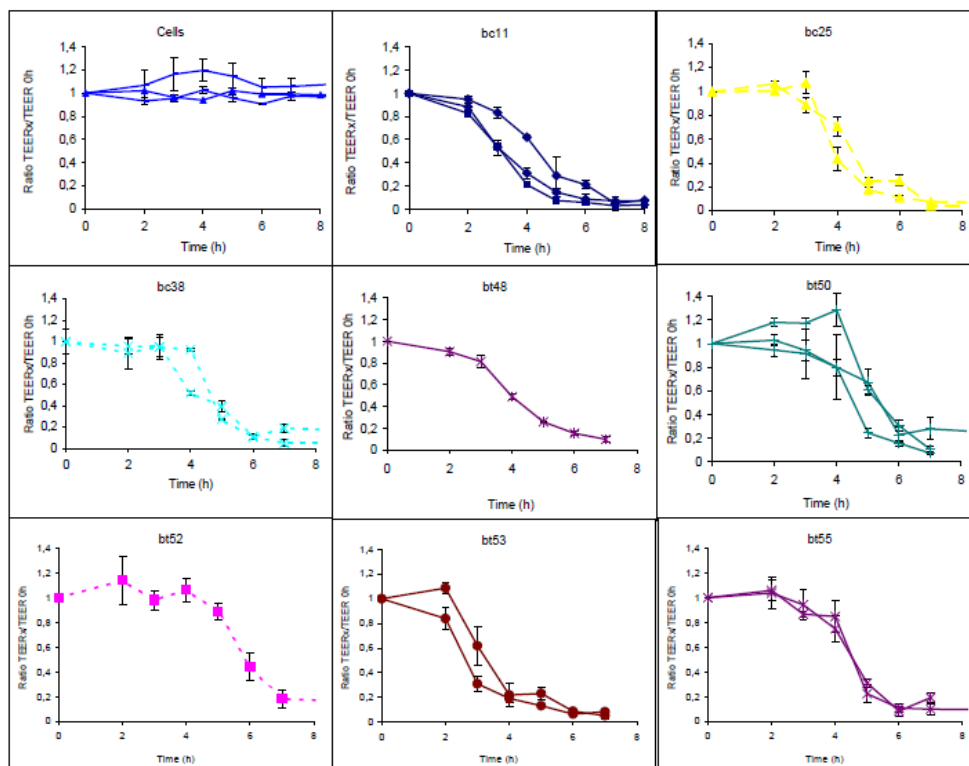 Cells
Ratio TEERx/TEER 0h
1,4
1,2
1
0,8
0,6
0,4
0,2
0
0 2 4 6 8
Time (h)
bc11
Ratio TEERx/TEER 0h
1,4
1,2
1
0,8
0,6
0,4
0,2
0
0 2 4 6 8
Time (h)
bc25
Ratio TEERx/TEER 0h
1,4
1,2
1
0,8
0,6
0,4
0,2
0
0 2 4 6 8
Time (h)
bc38
Ratio TEERx/TEER 0h
1,4
1,2
1
0,8
0,6
0,4
0,2
0
0 2 4 6 8
Time (h)
bt48
Ratio TEERx/TEER 0h
1,4
1,2
1
0,8
0,6
0,4
0,2
0
0 2 4 6 8
Time (h)
bt50
Ratio TEERx/TEER 0h
1,4
1,2
1
0,8
0,6
0,4
0,2
0
0 2 4 6 8
Time (h)
bt52
Ratio TEERx/TEER 0h
1,4
1,2
1
0,8
0,6
0,4
0,2
0
0 2 4 6 8
Time (h)
bt53
Ratio TEERx/TEER 0h
1,4
1,2
1
0,8
0,6
0,4
0,2
0
0 2 4 6 8
Time (h)
bt55
Ratio TEERx/TEER 0h
1,4
1,2
1
0,8
0,6
0,4
0,2
0
0 2 4 6 8
Time (h)